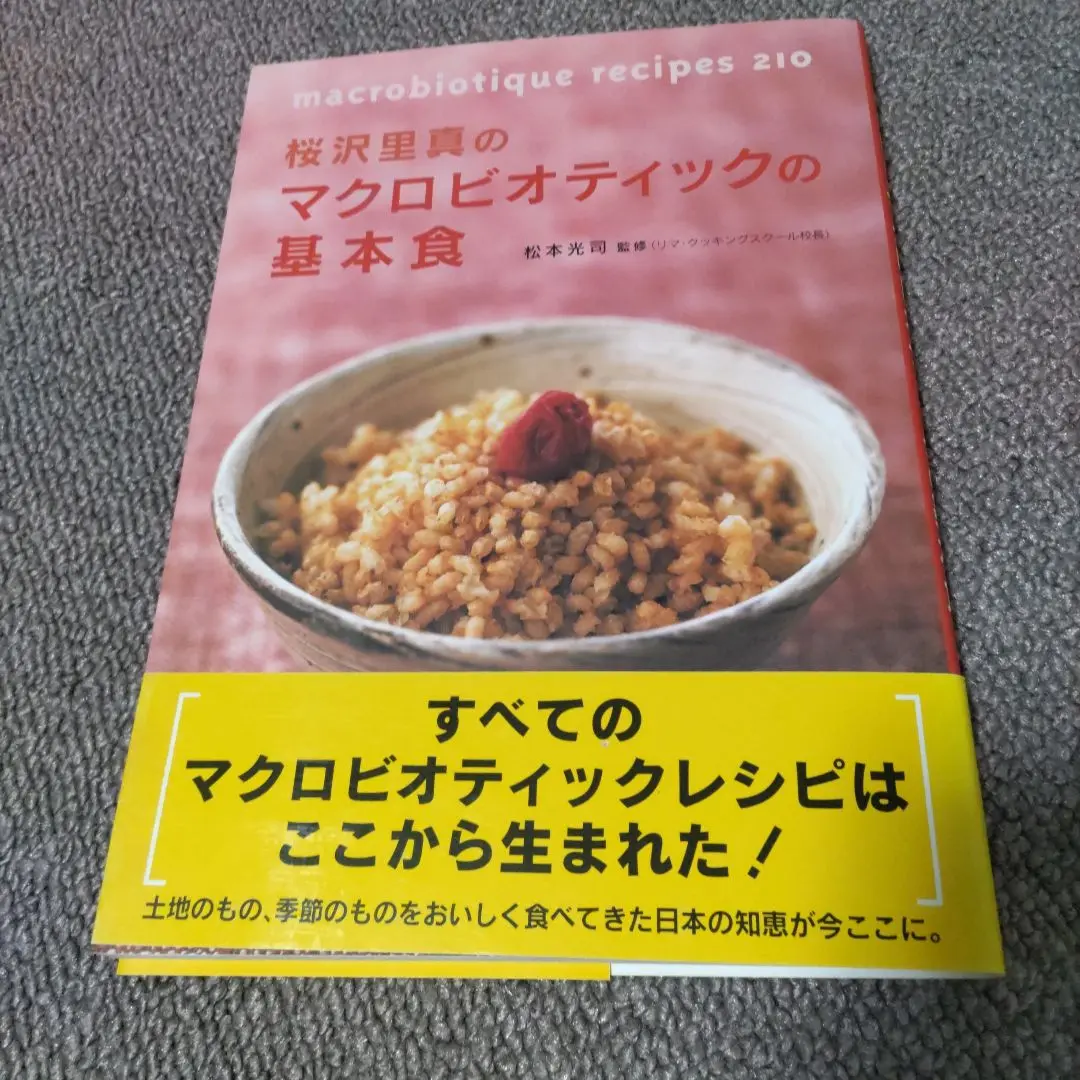 macrobiotique recipes 210
桜沢里真の
マクロビオティックの
基本食
松本光司 監修(リマ・クッキングスクール校長)
すべての
マクロビオティックレシピは
ここから生まれた!
土地のもの、季節のものをおいしく食べてきた日本の知恵が今ここに。